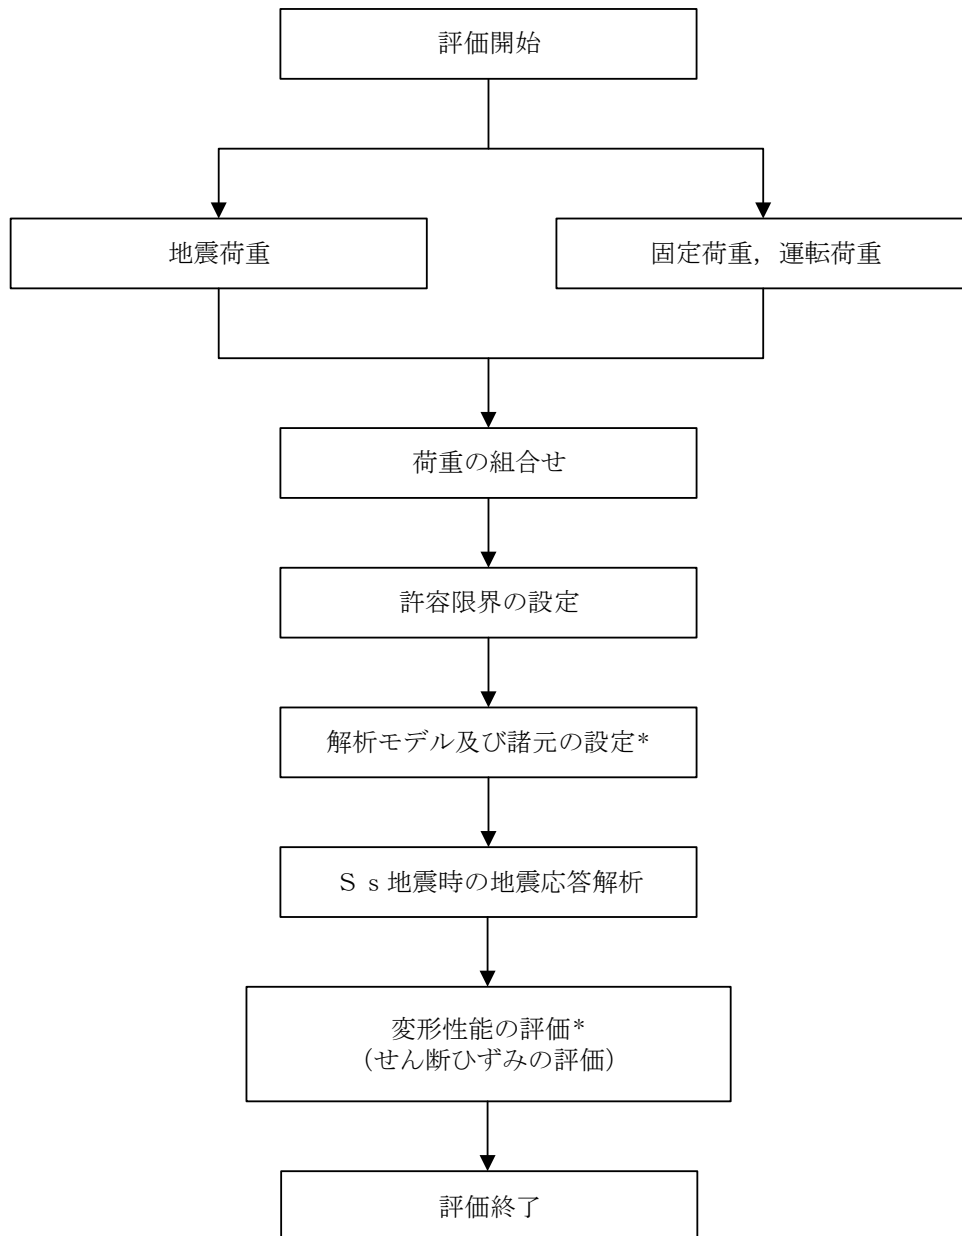 評価開始
地震荷重
固定荷重，運転荷重
荷重の組合せ
許容限界の設定
解析モデル及び諸元の設定*
Ｓｓ地震時の地震応答解析
変形性能の評価*
（せん断ひずみの評価）
評価終了